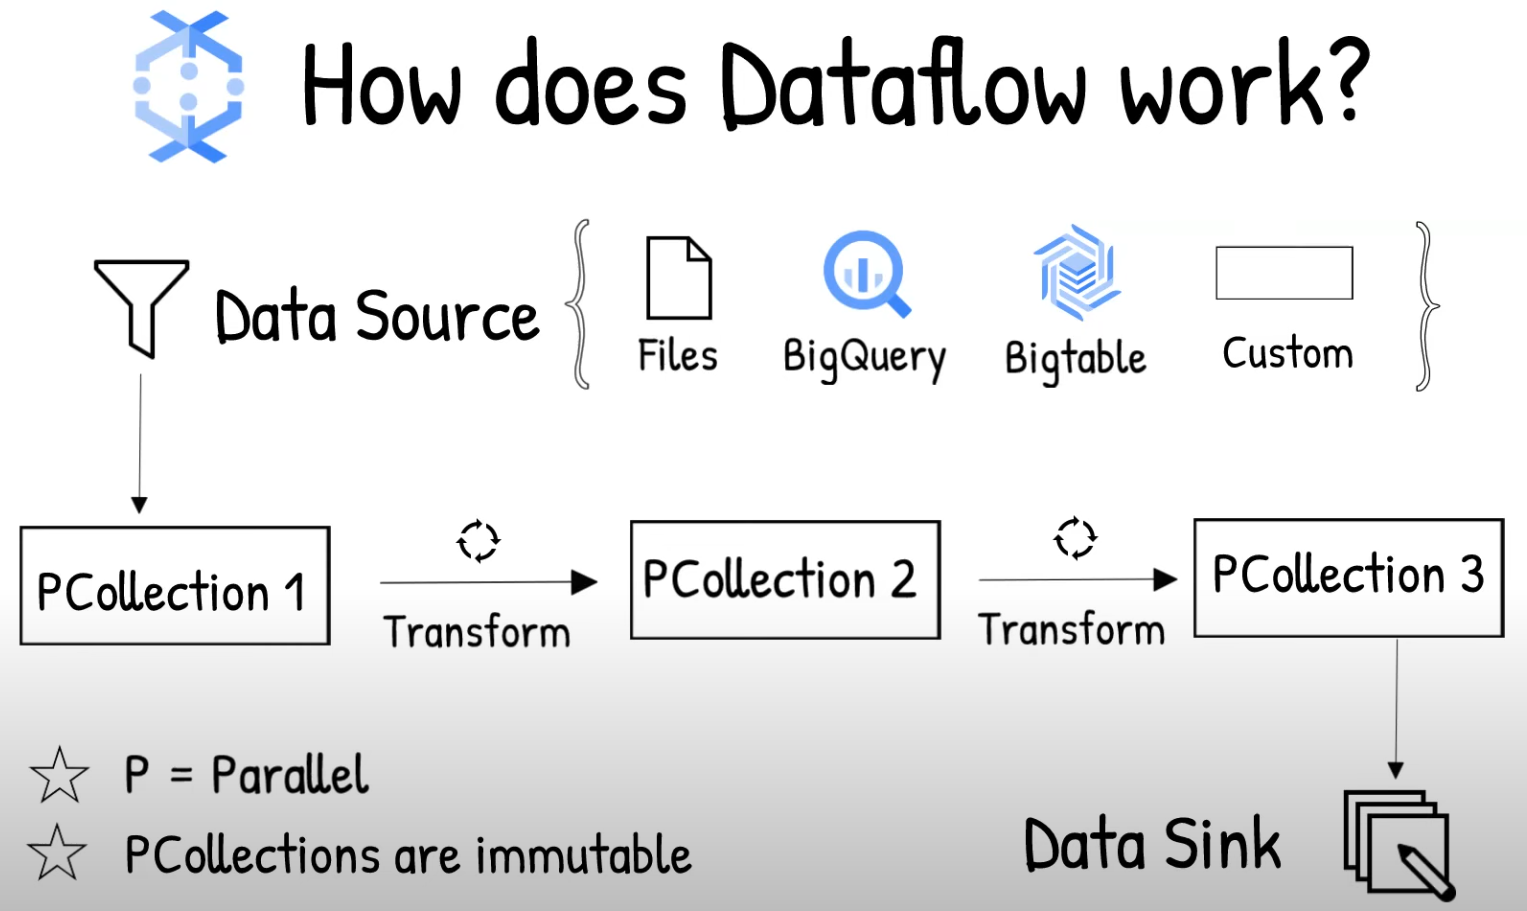 How does Dataflow work?
Data Source
Files
BigQuery
Bigtable
Custom
PCollection 1
Transform
PCollection 2
Transform
PCollection 3
P = Parallel
PCollections are immutable
Data Sink